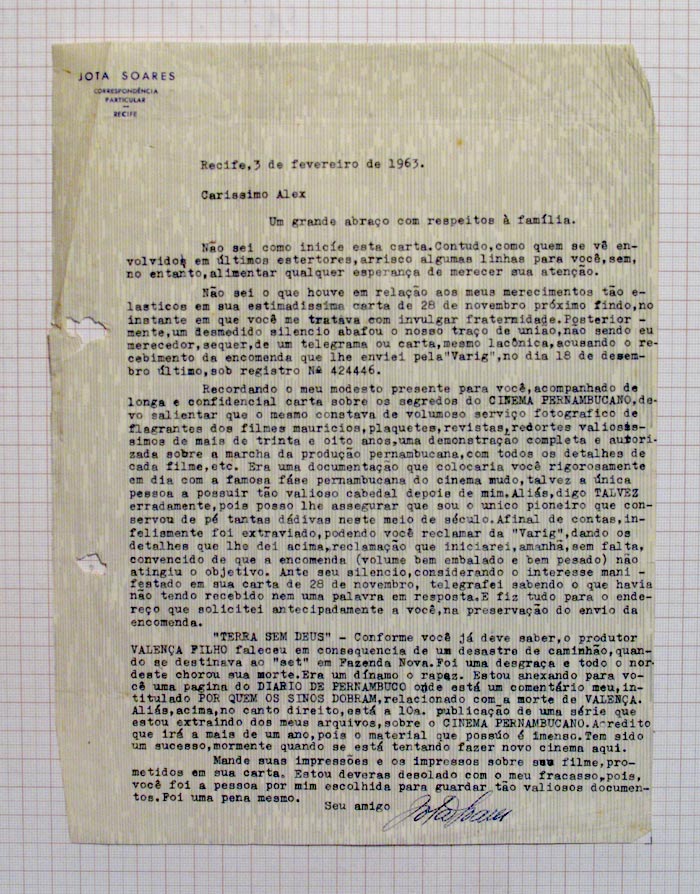 JOTA SOARES
CORRESPONDÊNCIA
PARTICULAR
—
RECIFE
Recife,3 de fevereiro de 1963.
Carissimo Alex
Um grande abraço com respeitos à família.
Não sei como inicíe esta carta.Contudo,como quem se vê en-
volvido em últimos estertores,arrisco algumas linhas para você,sem,
no entanto,alimentar qualquer esperança de merecer sua atenção.
Não sei o que houve em relação aos meus merecimentos tão e-
lasticos em sua estimadissima carta de 28 de novembro próximo findo,no
instante em que você me tratava com invulgar fraternidade.Posterior -
mente,um desmedido silencio abafou o nosso traço de união,não sendo eu
merecedor,sequer,de um telegrama ou carta,mesmo lacônica,acusando o re-
cebimento da encomenda que lhe enviei pela"Varig",no dia 18 de desem-
bro último,sob registro Nº 424446.
Recordando o meu modesto presente para você,acompanhado de
longa e confidencial carta sobre os segredos do CINEMA PERNAMBUCANO,de-
vo salientar que o mesmo constava de volumoso serviço fotografico de
flagrantes dos filmes mauricios,plaquetes,revistas,redortes valiosis-
simos de mais de trinta e oito anos,uma demonstração completa e autori-
zada sobre a marcha da produção pernambucana,com todos os detalhes de
cada filme,etc. Era uma documentação que colocaria você rigorosamente
em dia com a famosa fáse pernambucana do cinema mudo,talvez a única
pessoa a possuir tão valioso cabedal depois de mim.Aliás,digo TALVEZ
erradamente,pois posso lhe assegurar que sou o unico pioneiro que con-
servou de pé tantas dádivas neste meio de século.Afinal de contas,in-
felismente foi extraviado,podendo você reclamar da "Varig",dando os
detalhes que lhe dei acima,reclamação que iniciarei,amanhã,sem falta,
convencido de que a encomenda (volume bem embalado e bem pesado) não
atingiu o objetivo. Ante seu silencio,considerando o interesse mani -
festado em sua carta de 28 de novembro, telegrafei sabendo o que havia
não tendo recebido nem uma palavra em resposta.E fiz tudo para o ende-
reço que solicitei antecipadamente a você,na preservação do envio da
encomenda.
"TERRA SEM DEUS" - Conforme você já deve saber,o produtor
VALENÇA FILHO faleceu em consequencia de um desastre de caminhão,quan-
do se destinava ao "set" em Fazenda Nova.Foi uma desgraça e todo o nor-
deste chorou sua morte.Era um dínamo o rapaz. Estou anexando para vo-
cê uma pagina do DIARIO DE PERNAMBUCO onde está um comentário meu,in-
titulado POR QUEM OS SINOS DOBRAM,relacionado com a morte de VALENÇA.
Aliás,acima,no canto direito,está a 10a. publicação de uma série que
estou extraindo dos meus arquivos,sobre o CINEMA PERNAMBUCANO.Acredito
que irá a mais de um ano,pois o material que possúo é imenso.Tem sido
um sucesso,mormente quando se está tentando fazer novo cinema aqui.
Mande suas impressões e os impressos sobre seu filme,pro-
metidos em sua carta. Estou deveras desolado com o meu fracasso,pois,
você foi a pessoa por mim escolhida para guardar tão valiosos documen-
tos.Foi uma pena mesmo.
Seu amigo Jota Soares